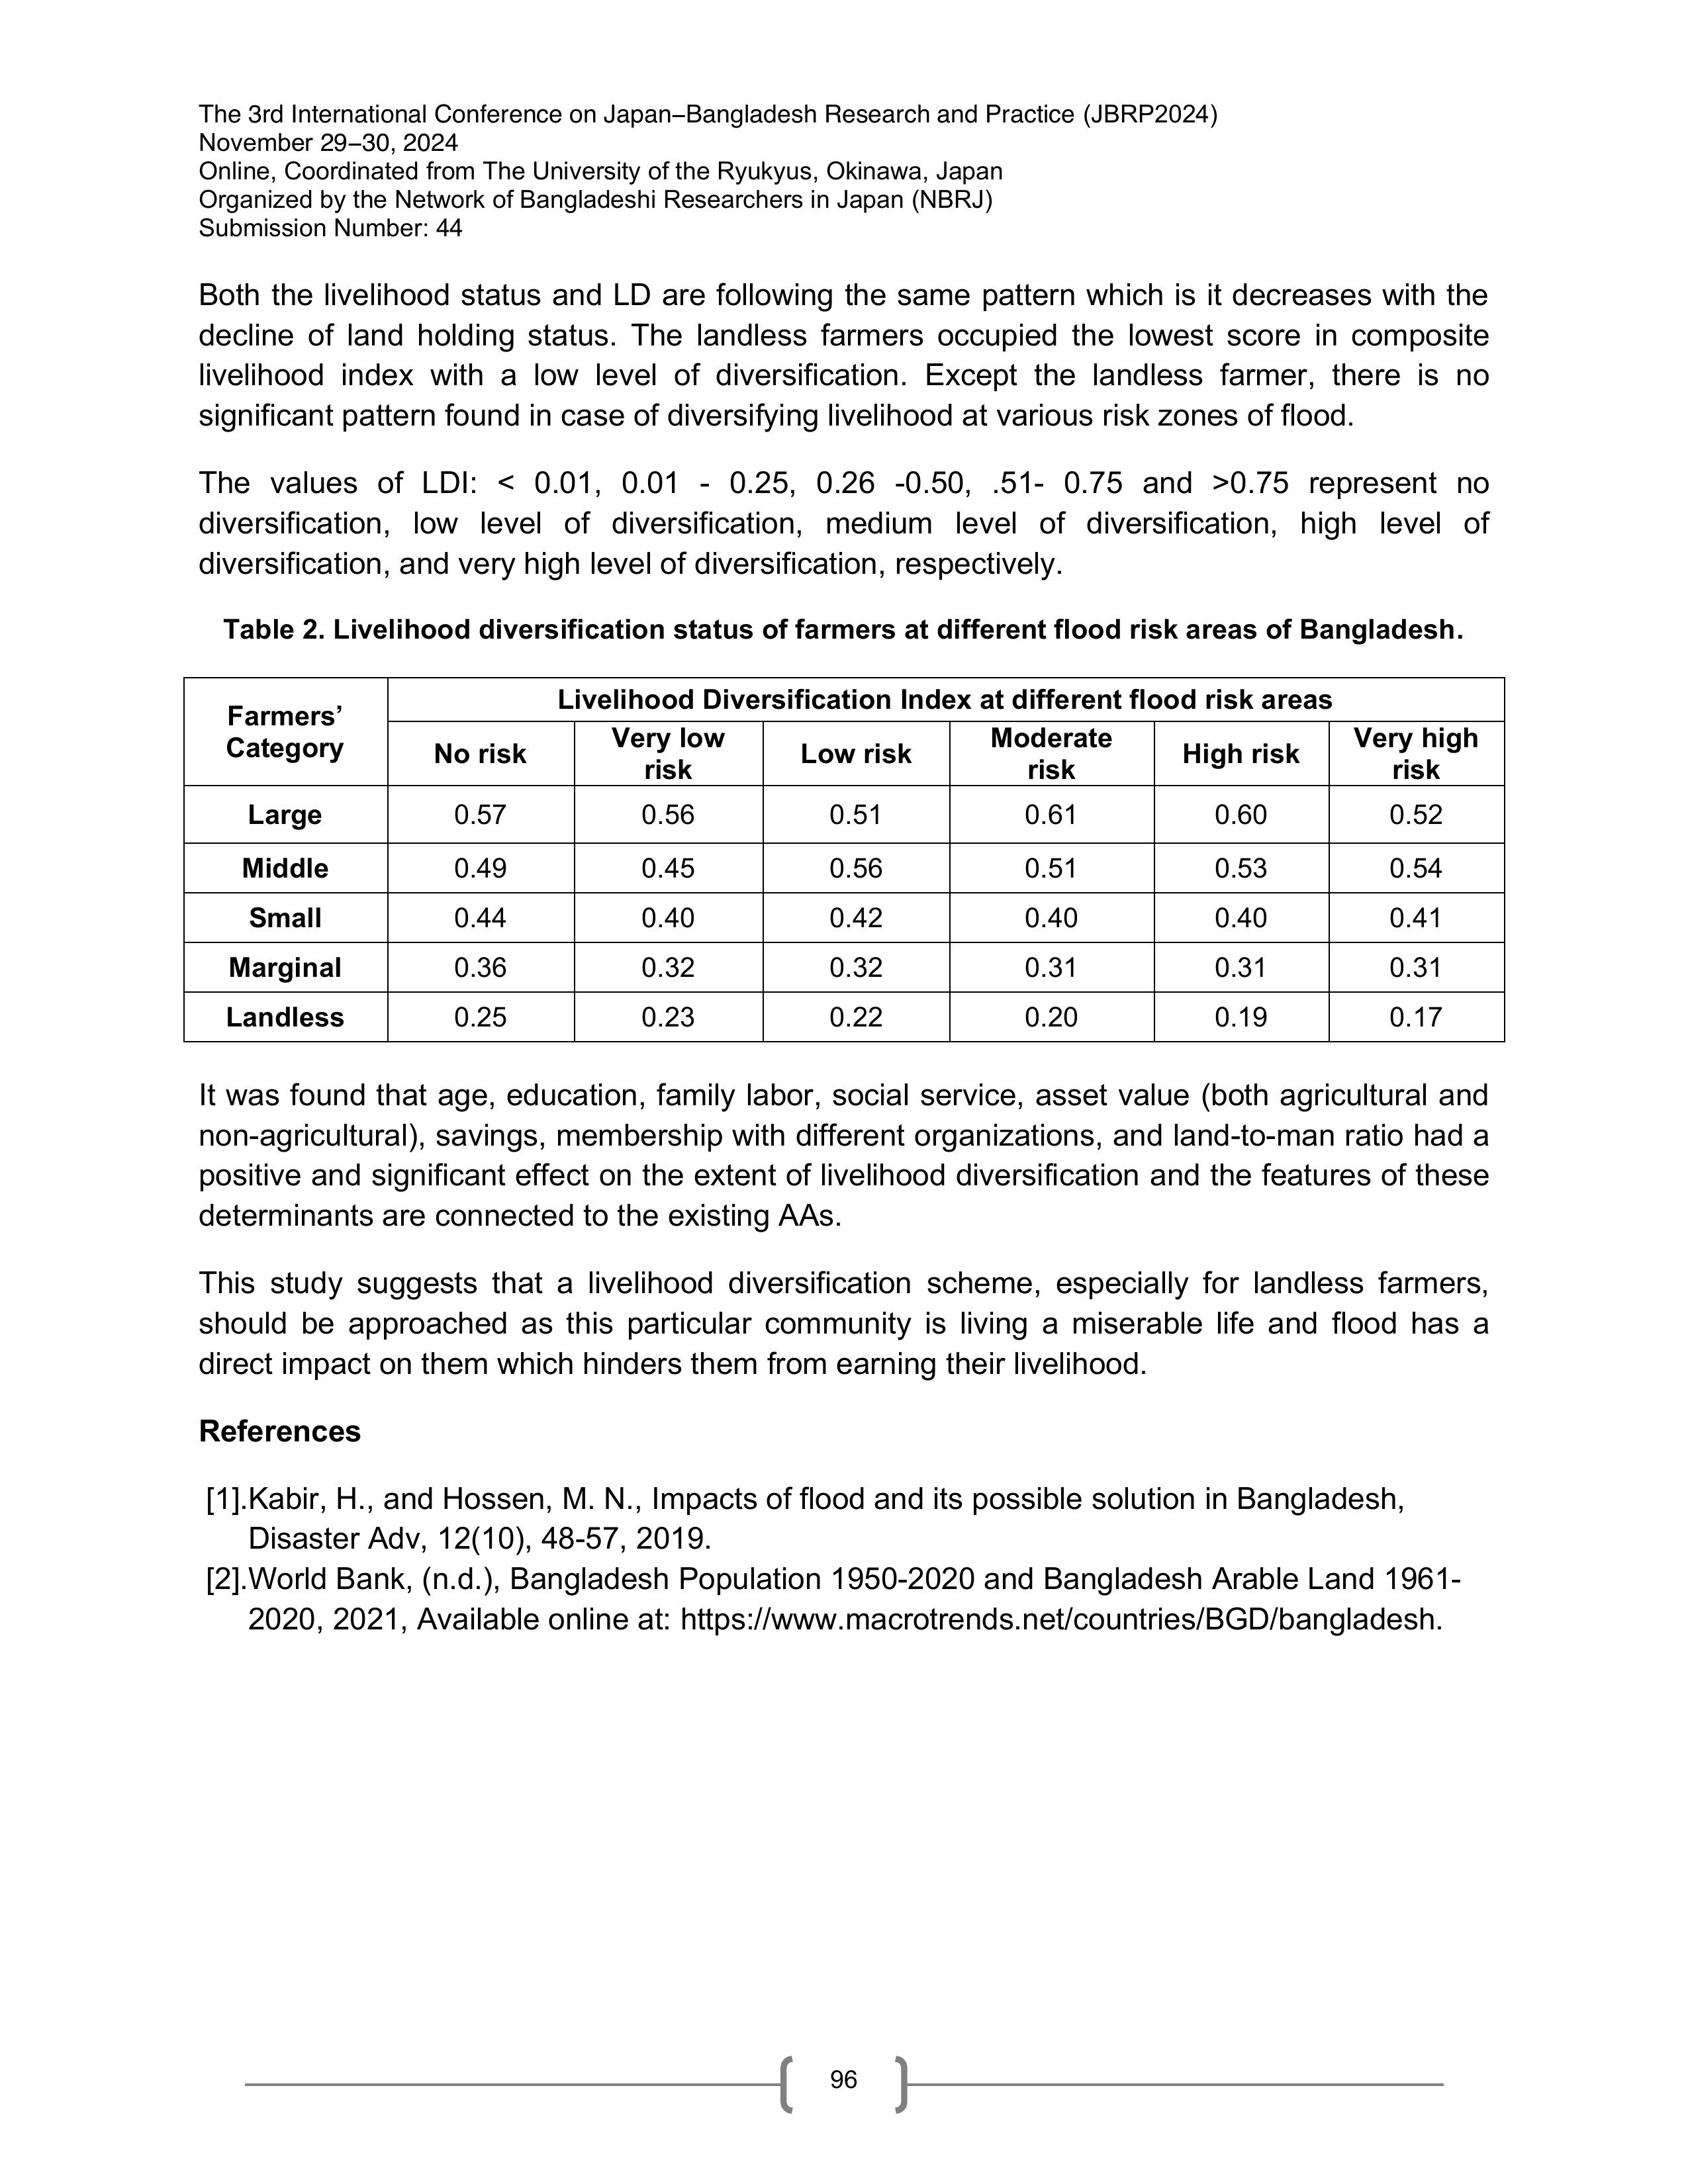 The 3rd International Conference on Japan–Bangladesh Research and Practice (JBRP2024)
November 29–30, 2024
Online, Coordinated from The University of the Ryukyus, Okinawa, Japan
Organized by the Network of Bangladeshi Researchers in Japan (NBRJ)
Submission Number: 44
Both the livelihood status and LD are following the same pattern which is it decreases with the
decline of land holding status. The landless farmers occupied the lowest score in composite
livelihood index with a low level of diversification. Except the landless farmer, there is no
significant pattern found in case of diversifying livelihood at various risk zones of flood.
The values of LDI: < 0.01, 0.01 - 0.25, 0.26 -0.50, .51- 0.75 and >0.75 represent no
diversification, low level of diversification, medium level of diversification, high level of
diversification, and very high level of diversification, respectively.
Table 2. Livelihood diversification status of farmers at different flood risk areas of Bangladesh.
Farmers’ Category Livelihood Diversification Index at different flood risk areas
No risk Very low risk Low risk Moderate risk High risk Very high risk
Large 0.57 0.56 0.51 0.61 0.60 0.52
Middle 0.49 0.45 0.56 0.51 0.53 0.54
Small 0.44 0.40 0.42 0.40 0.40 0.41
Marginal 0.36 0.32 0.32 0.31 0.31 0.31
Landless 0.25 0.23 0.22 0.20 0.19 0.17
It was found that age, education, family labor, social service, asset value (both agricultural and
non-agricultural), savings, membership with different organizations, and land-to-man ratio had a
positive and significant effect on the extent of livelihood diversification and the features of these
determinants are connected to the existing AAs.
This study suggests that a livelihood diversification scheme, especially for landless farmers,
should be approached as this particular community is living a miserable life and flood has a
direct impact on them which hinders them from earning their livelihood.
References
[1].Kabir, H., and Hossen, M. N., Impacts of flood and its possible solution in Bangladesh,
Disaster Adv, 12(10), 48-57, 2019.
[2].World Bank, (n.d.), Bangladesh Population 1950-2020 and Bangladesh Arable Land 1961-
2020, 2021, Available online at: https://www.macrotrends.net/countries/BGD/bangladesh.
96